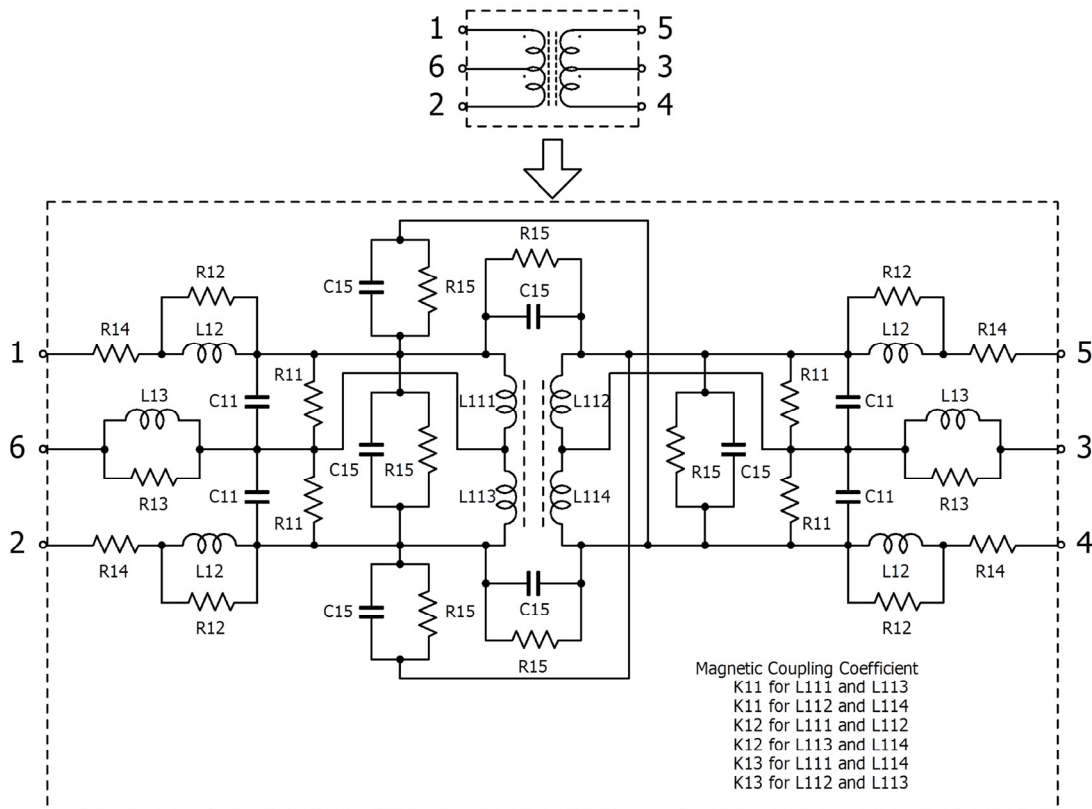 1 5
6 3
2 4
R15
R12 R12
C15 R15 C15
R14 L12 L12 R14
1 5
R11 R11
L13 L111 L112 L13
C11 C11
6 3
C15 R15 R15 C15
R13 L113 L114 R13
C11 R11 R11 C11
2 4
R14 L12 L12 R14
C15 R15 C15
R12 R12
R15
Magnetic Coupling Coefficient
K11 for L111 and L113
K11 for L112 and L114
K12 for L111 and L112
K12 for L113 and L114
K13 for L111 and L114
K13 for L112 and L113